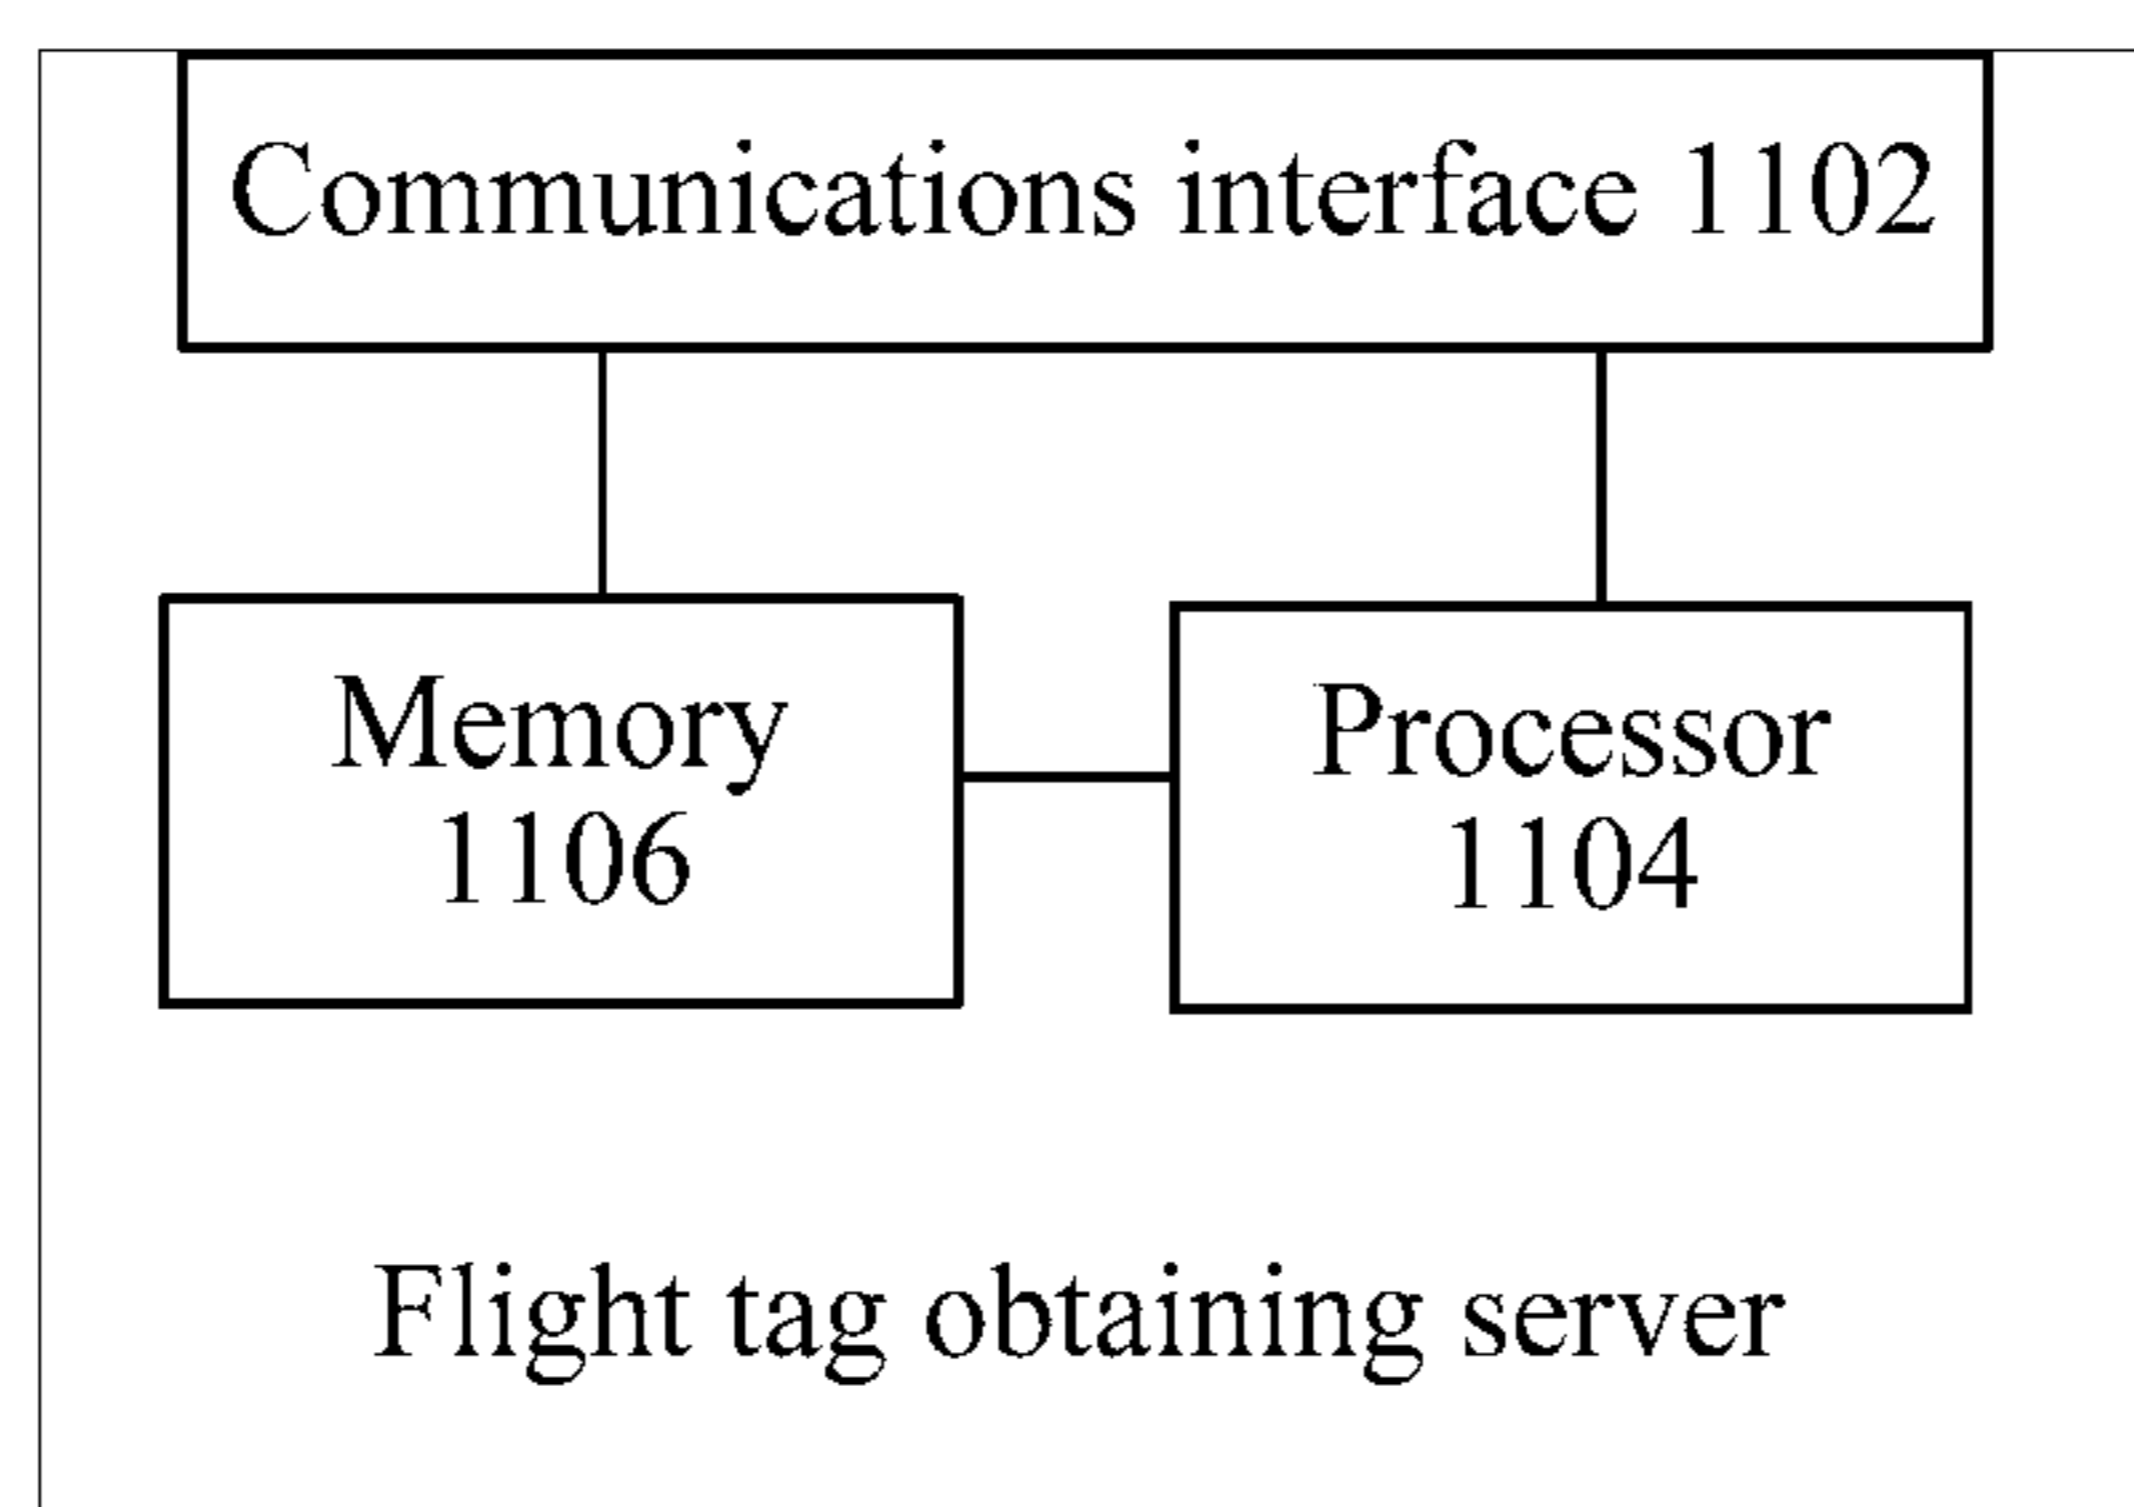 Communications interface 1102
Memory
1106
Processor
1104
Flight tag obtaining server